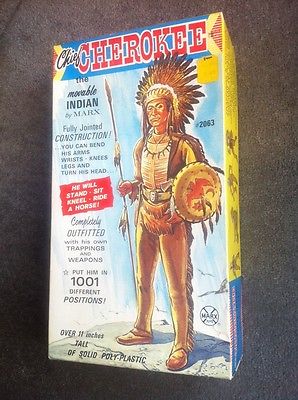 Chief CHEROKEE
the
movable
INDIAN
by MARX
Fully Jointed
CONSTRUCTION!
...YOU CAN BEND
HIS ARMS
WRISTS - KNEES
LEGS AND
TURN HIS HEAD...
#2063
HE WILL
STAND - SIT
KNEEL - RIDE
A HORSE!
Completely
OUTFITTED
with his own
TRAPPINGS
and
WEAPONS
☆ PUT HIM IN
1001
DIFFERENT
POSITIONS!
OVER 11 inches
TALL
OF SOLID POLY-PLASTIC
MARX